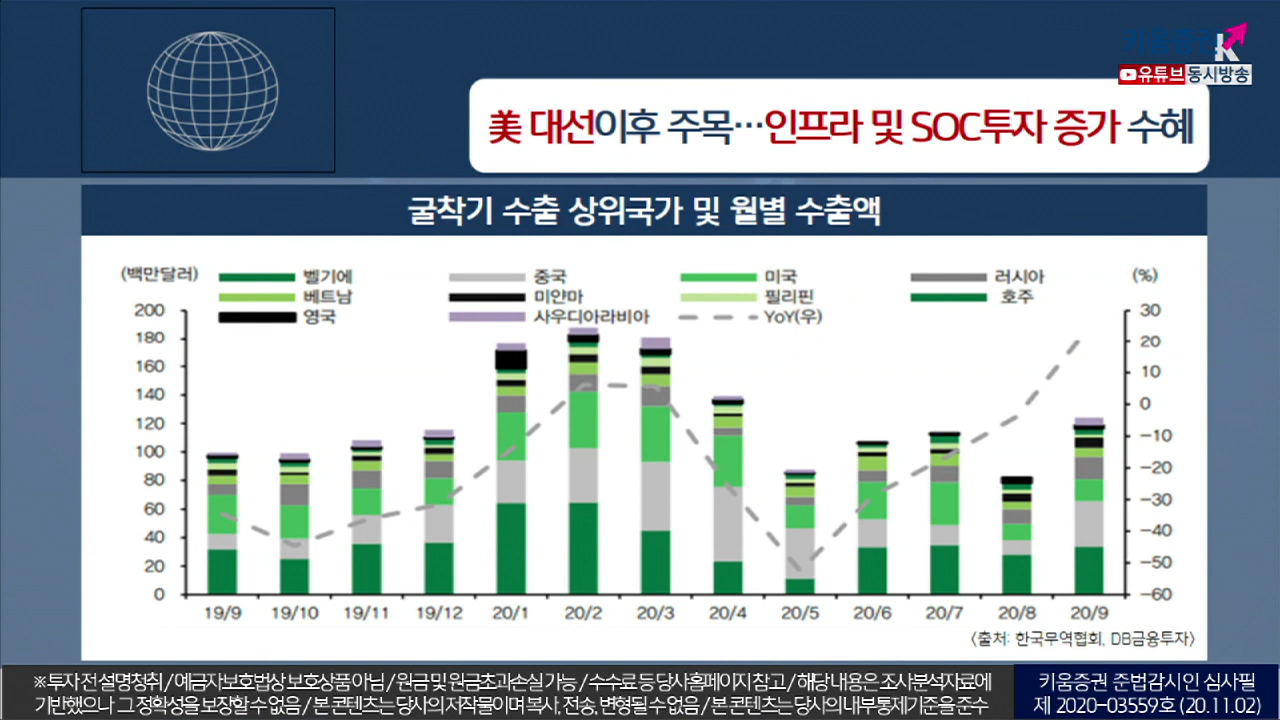 키움증권
유튜브 동시방송
美 대선이후 주목…인프라 및 SOC투자 증가 수혜
굴착기 수출 상위국가 및 월별 수출액
(백만달러) 벨기에 중국 미국 러시아 (%)
베트남 미얀마 필리핀 호주
영국 사우디아라비아 YoY(우)
200 30
180 20
160 10
140 0
120 -10
100 -20
80 -30
60 -40
40 -50
20 -60
0
19/9 19/10 19/11 19/12 20/1 20/2 20/3 20/4 20/5 20/6 20/7 20/8 20/9
<출처: 한국무역협회, DB금융투자>
※ 투자 전 설명청취 / 예금자보호법상 보호상품 아님 / 원금 및 원금초과손실 가능 / 수수료 등 당사홈페이지 참고 / 해당 내용은 조사분석자료에
기반했으나 그 정확성을 보장할 수 없음 / 본 콘텐츠는 당사의 저작물이며 복사, 전송, 변형될 수 없음 / 본 콘텐츠는 당사의 내부통제기준을 준수
키움증권 준법감시인 심사필
제 2020-03559호 (20.11.02)